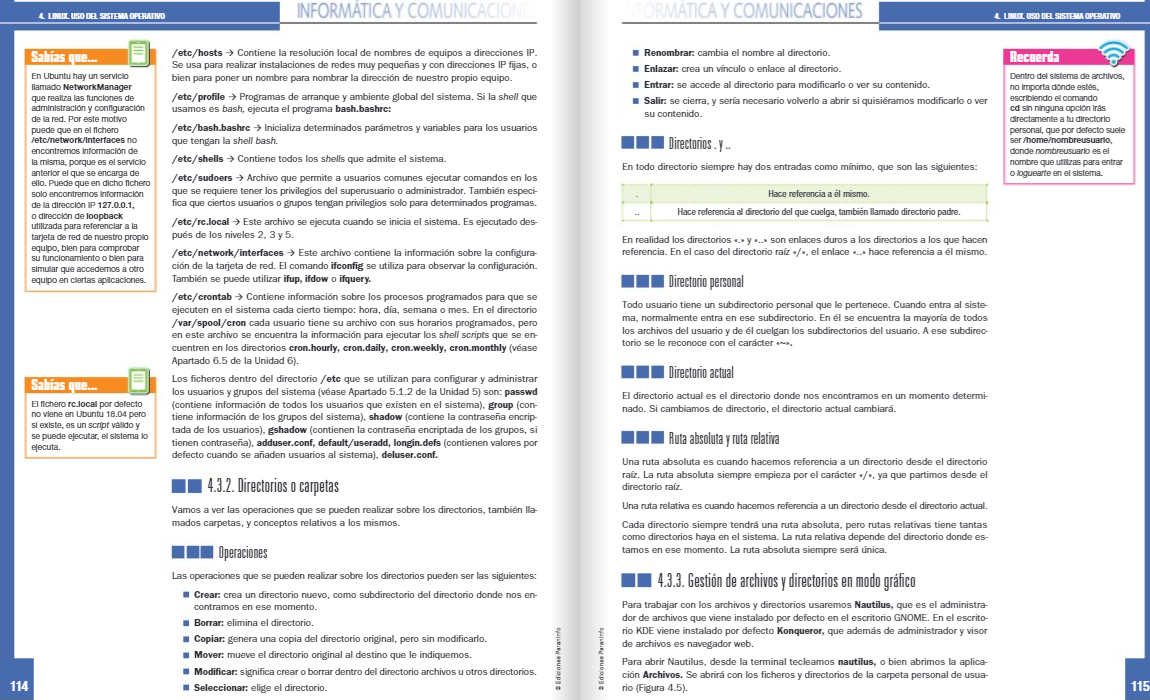 4. LINUX. USO DEL SISTEMA OPERATIVO
INFORMÁTICA Y COMUNICACIONES
Sabías que...
En Ubuntu hay un servicio
llamado NetworkManager
que realiza las funciones de
administración y configuración
de la red. Por este motivo
puede que en el fichero
/etc/network/interfaces no
encontremos información de
la misma, porque es el servicio
anterior el que se encarga de
ello. Puede que en dicho fichero
solo encontremos información
de la dirección IP 127.0.0.1,
o dirección de loopback
utilizada para referenciar a la
tarjeta de red de nuestro propio
equipo, bien para comprobar
su funcionamiento o bien para
simular que accedemos a otro
equipo en ciertas aplicaciones.
Sabías que...
El fichero rc.local por defecto
no viene en Ubuntu 18.04 pero
si existe, es un script válido y
se puede ejecutar, el sistema lo
ejecuta.
/etc/hosts → Contiene la resolución local de nombres de equipos a direcciones IP.
Se usa para realizar instalaciones de redes muy pequeñas y con direcciones IP fijas, o
bien para poner un nombre para nombrar la dirección de nuestro propio equipo.
/etc/profile → Programas de arranque y ambiente global del sistema. Si la shell que
usamos es bash, ejecuta el programa bash.bashrc:
/etc/bash.bashrc → Inicializa determinados parámetros y variables para los usuarios
que tengan la shell bash.
/etc/shells → Contiene todos los shells que admite el sistema.
/etc/sudoers → Archivo que permite a usuarios comunes ejecutar comandos en los
que se requiere tener los privilegios del superusuario o administrador. También especi-
fica que ciertos usuarios o grupos tengan privilegios solo para determinados programas.
/etc/rc.local → Este archivo se ejecuta cuando se inicia el sistema. Es ejecutado des-
pués de los niveles 2, 3 y 5.
/etc/network/interfaces → Este archivo contiene la información sobre la configura-
ción de la tarjeta de red. El comando ifconfig se utiliza para observar la configuración.
También se puede utilizar ifup, ifdow o ifquery.
/etc/crontab → Contiene información sobre los procesos programados para que se
ejecuten en el sistema cada cierto tiempo: hora, día, semana o mes. En el directorio
/var/spool/cron cada usuario tiene su archivo con sus horarios programados, pero
en este archivo se encuentra la información para ejecutar los shell scripts que se en-
cuentren en los directorios cron.hourly, cron.daily, cron.weekly, cron.monthly (véase
Apartado 6.5 de la Unidad 6).
Los ficheros dentro del directorio /etc que se utilizan para configurar y administrar
los usuarios y grupos del sistema (véase Apartado 5.1.2 de la Unidad 5) son: passwd
(contiene información de todos los usuarios que existen en el sistema), group (con-
tiene información de los grupos del sistema), shadow (contiene la contraseña encrip-
tada de los usuarios), gshadow (contienen la contraseña encriptada de los grupos, si
tienen contraseña), adduser.conf, default/useradd, longin.defs (contienen valores por
defecto cuando se añaden usuarios al sistema), deluser.conf.
4.3.2. Directorios o carpetas
Vamos a ver las operaciones que se pueden realizar sobre los directorios, también lla-
mados carpetas, y conceptos relativos a los mismos.
Operaciones
Las operaciones que se pueden realizar sobre los directorios pueden ser las siguientes:
Crear: crea un directorio nuevo, como subdirectorio del directorio donde nos en-
contramos en ese momento.
Borrar: elimina el directorio.
Copiar: genera una copia del directorio original, pero sin modificarlo.
Mover: mueve el directorio original al destino que le indiquemos.
Modificar: significa crear o borrar dentro del directorio archivos u otros directorios.
Seleccionar: elige el directorio.
© Ediciones Paraninfo
114
INFORMÁTICA Y COMUNICACIONES
4. LINUX. USO DEL SISTEMA OPERATIVO
Renombrar: cambia el nombre al directorio.
Enlazar: crea un vínculo o enlace al directorio.
Entrar: se accede al directorio para modificarlo o ver su contenido.
Salir: se cierra, y sería necesario volverlo a abrir si quisiéramos modificarlo o ver
su contenido.
Directorios . y ..
En todo directorio siempre hay dos entradas como mínimo, que son las siguientes:
. Hace referencia a él mismo.
.. Hace referencia al directorio del que cuelga, también llamado directorio padre.
En realidad los directorios «.» y «..» son enlaces duros a los directorios a los que hacen
referencia. En el caso del directorio raíz «/», el enlace «..» hace referencia a él mismo.
Directorio personal
Todo usuario tiene un subdirectorio personal que le pertenece. Cuando entra al siste-
ma, normalmente entra en ese subdirectorio. En él se encuentra la mayoría de todos
los archivos del usuario y de él cuelgan los subdirectorios del usuario. A ese subdirec-
torio se le reconoce con el carácter «~».
Directorio actual
El directorio actual es el directorio donde nos encontramos en un momento determi-
nado. Si cambiamos de directorio, el directorio actual cambiará.
Ruta absoluta y ruta relativa
Una ruta absoluta es cuando hacemos referencia a un directorio desde el directorio
raíz. La ruta absoluta siempre empieza por el carácter «/», ya que partimos desde el
directorio raíz.
Una ruta relativa es cuando hacemos referencia a un directorio desde el directorio actual.
Cada directorio siempre tendrá una ruta absoluta, pero rutas relativas tiene tantas
como directorios haya en el sistema. La ruta relativa depende del directorio donde es-
tamos en ese momento. La ruta absoluta siempre será única.
4.3.3. Gestión de archivos y directorios en modo gráfico
Para trabajar con los archivos y directorios usaremos Nautilus, que es el administra-
dor de archivos que viene instalado por defecto en el escritorio GNOME. En el escrito-
rio KDE viene instalado por defecto Konqueror, que además de administrador y visor
de archivos es navegador web.
Para abrir Nautilus, desde la terminal tecleamos nautilus, o bien abrimos la aplica-
ción Archivos. Se abrirá con los ficheros y directorios de la carpeta personal de usua-
rio (Figura 4.5).
Recuerda
Dentro del sistema de archivos,
no importa dónde estés,
escribiendo el comando
cd sin ninguna opción irás
directamente a tu directorio
personal, que por defecto suele
ser /home/nombreusuario,
donde nombreusuario es el
nombre que utilizas para entrar
o loguearte en el sistema.
© Ediciones Paraninfo
115